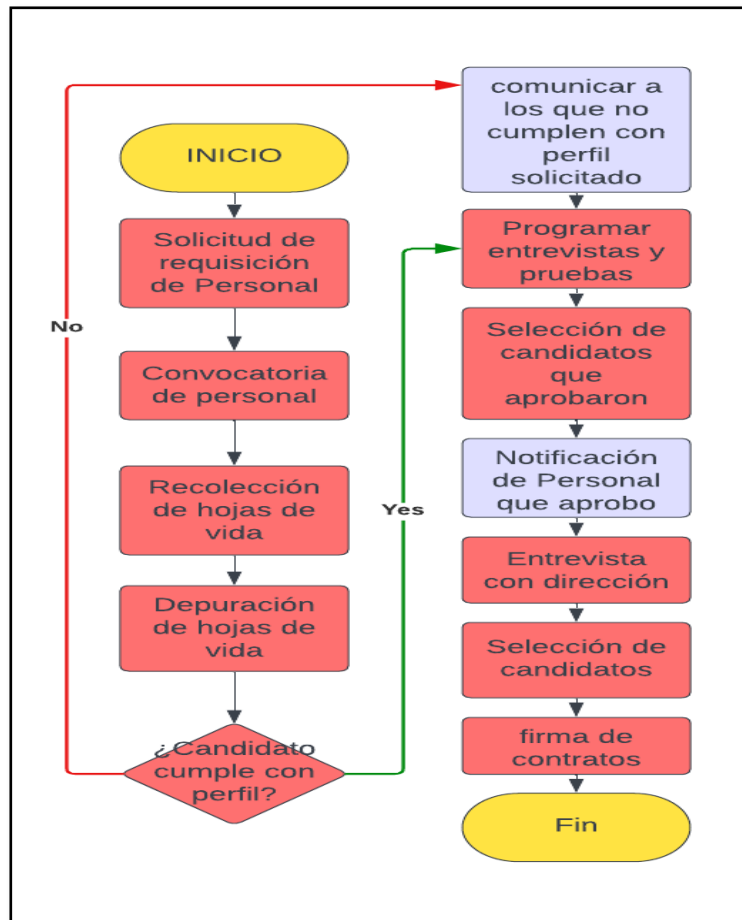 INICIO
Solicitud de
requisición
de Personal
Convocatoria
de personal
Recolección
de hojas de
vida
Depuración
de hojas de
vida
¿Candidato
cumple con
perfil?
No
Yes
comunicar a
los que no
cumplen con
perfil
solicitado
Programar
entrevistas y
pruebas
Selección de
candidatos
que
aprobaron
Notificación
de Personal
que aprobo
Entrevista
con dirección
Selección de
candidatos
firma de
contratos
Fin